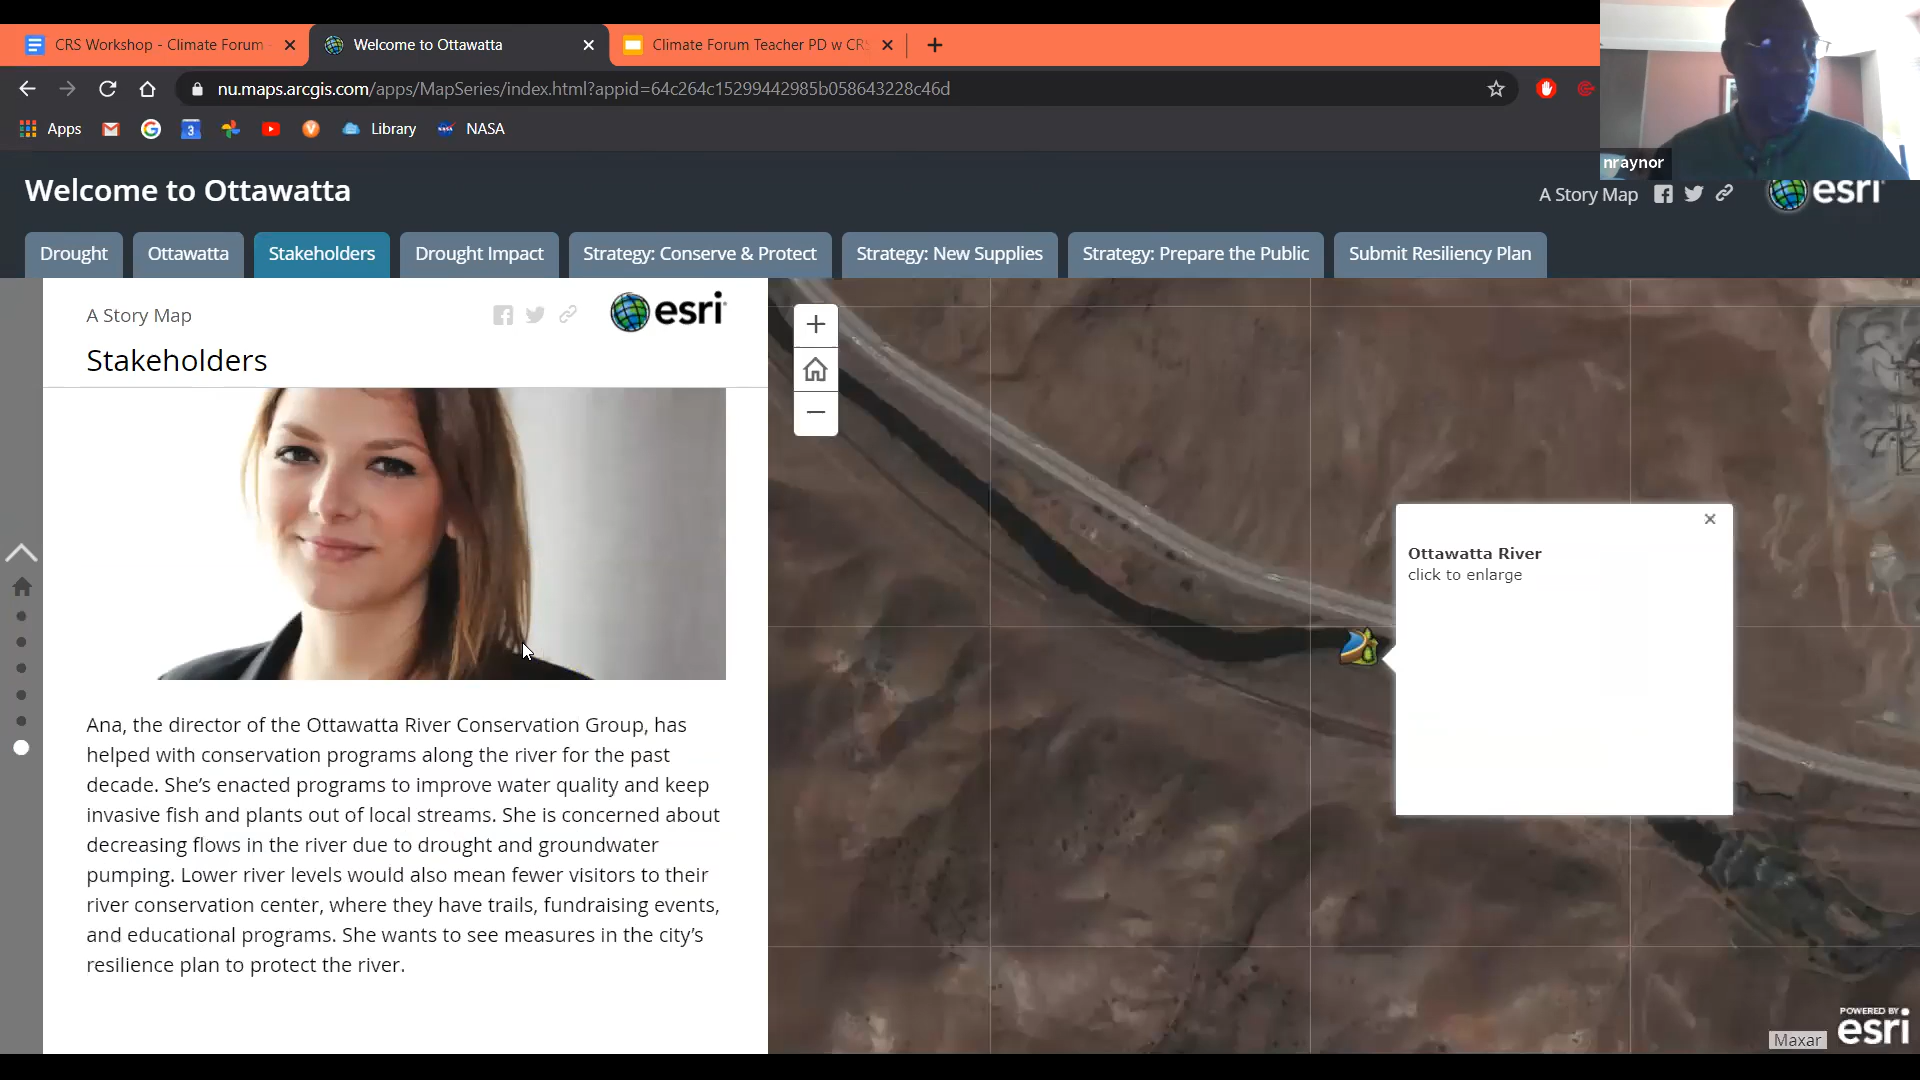 CRS Workshop - Climate Forum
Welcome to Ottawatta
Climate Forum Teacher PD w CRS
nu.maps.arcgis.com/apps/MapSeries/index.html?appid=64c264c15299442985b058643228c46d
Apps
3
Library
NASA
NASA
nraynor
Welcome to Ottawatta
A Story Map
esri
Drought
Ottawatta
Stakeholders
Drought Impact
Strategy: Conserve & Protect
Strategy: New Supplies
Strategy: Prepare the Public
Submit Resiliency Plan
A Story Map
esri
Stakeholders
Ana, the director of the Ottawatta River Conservation Group, has
helped with conservation programs along the river for the past
decade. She’s enacted programs to improve water quality and keep
invasive fish and plants out of local streams. She is concerned about
decreasing flows in the river due to drought and groundwater
pumping. Lower river levels would also mean fewer visitors to their
river conservation center, where they have trails, fundraising events,
and educational programs. She wants to see measures in the city’s
resilience plan to protect the river.
Ottawatta River
click to enlarge
POWERED BY
esri
Maxar